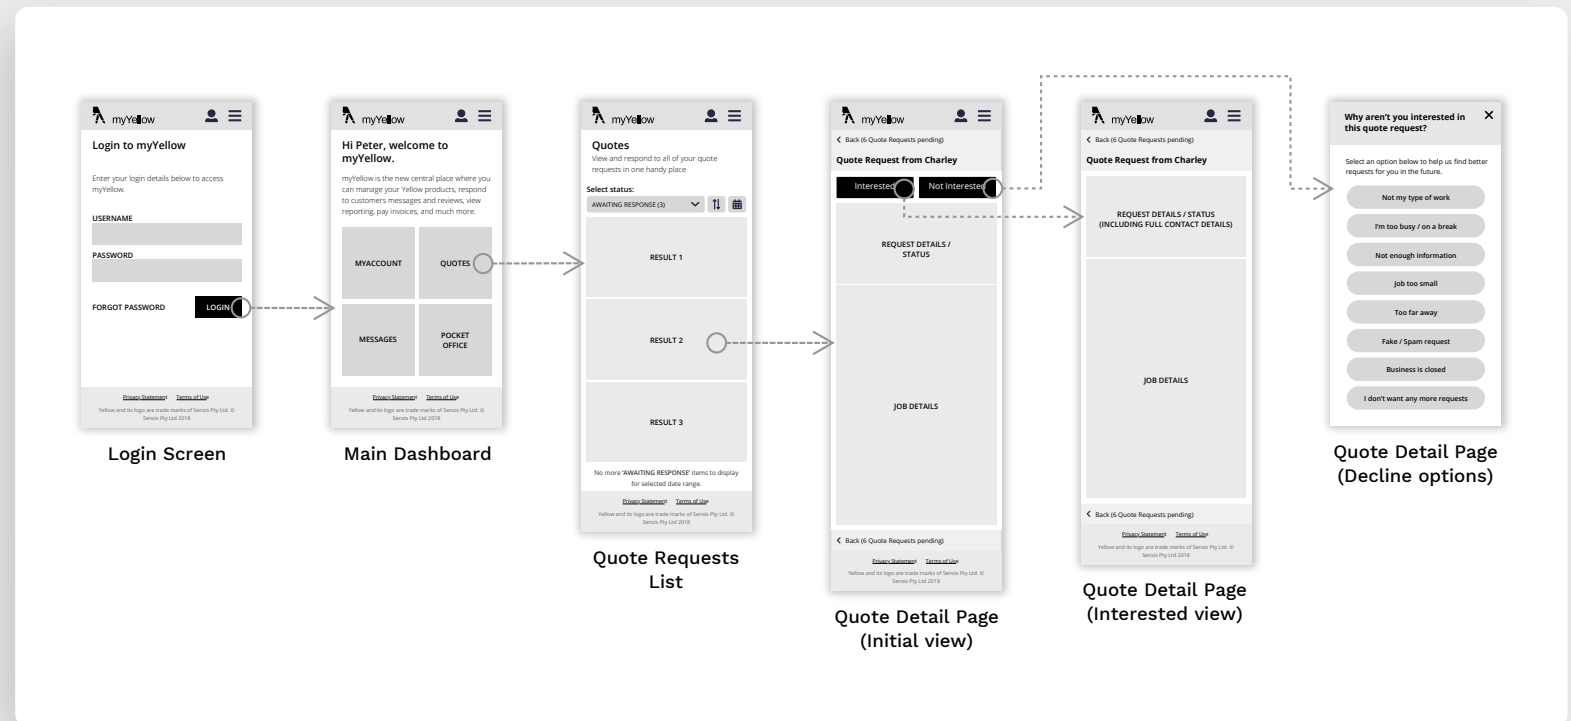 myYellow
Login to myYellow
Enter your login details below to access
myYellow.
USERNAME
PASSWORD
FORGOT PASSWORD
LOGIN
Privacy Statement Terms of Use
Yellow and its logo are trade marks of Sensis Pty Ltd. ©
Sensis Pty Ltd 2018
Login Screen
myYellow
Hi Peter, welcome to
myYellow.
myYellow is the new central place where you
can manage your Yellow products, respond
to customers messages and reviews, view
reporting, pay invoices, and much more.
MYACCOUNT
QUOTES
MESSAGES
POCKET
OFFICE
Privacy Statement Terms of Use
Yellow and its logo are trade marks of Sensis Pty Ltd. ©
Sensis Pty Ltd 2018
Main Dashboard
myYellow
Quotes
View and respond to all of your quote
requests in one handy place
Select status:
AWAITING RESPONSE (3)
RESULT 1
RESULT 2
RESULT 3
No more 'AWAITING RESPONSE' items to display
for selected date range.
Privacy Statement Terms of Use
Yellow and its logo are trade marks of Sensis Pty Ltd. ©
Sensis Pty Ltd 2018
Quote Requests
List
myYellow
Back (6 Quote Requests pending)
Quote Request from Charley
Interested
Not Interested
REQUEST DETAILS /
STATUS
JOB DETAILS
Back (6 Quote Requests pending)
Privacy Statement Terms of Use
Yellow and its logo are trade marks of Sensis Pty Ltd. ©
Sensis Pty Ltd 2018
Quote Detail Page
(Initial view)
myYellow
Back (6 Quote Requests pending)
Quote Request from Charley
REQUEST DETAILS / STATUS
(INCLUDING FULL CONTACT DETAILS)
JOB DETAILS
Back (6 Quote Requests pending)
Privacy Statement Terms of Use
Yellow and its logo are trade marks of Sensis Pty Ltd. ©
Sensis Pty Ltd 2018
Quote Detail Page
(Interested view)
Why aren't you interested in
this quote request?
Select an option below to help us find better
requests for you in the future.
Not my type of work
I'm too busy / on a break
Not enough information
Job too small
Too far away
Fake / Spam request
Business is closed
I don't want any more requests
Quote Detail Page
(Decline options)